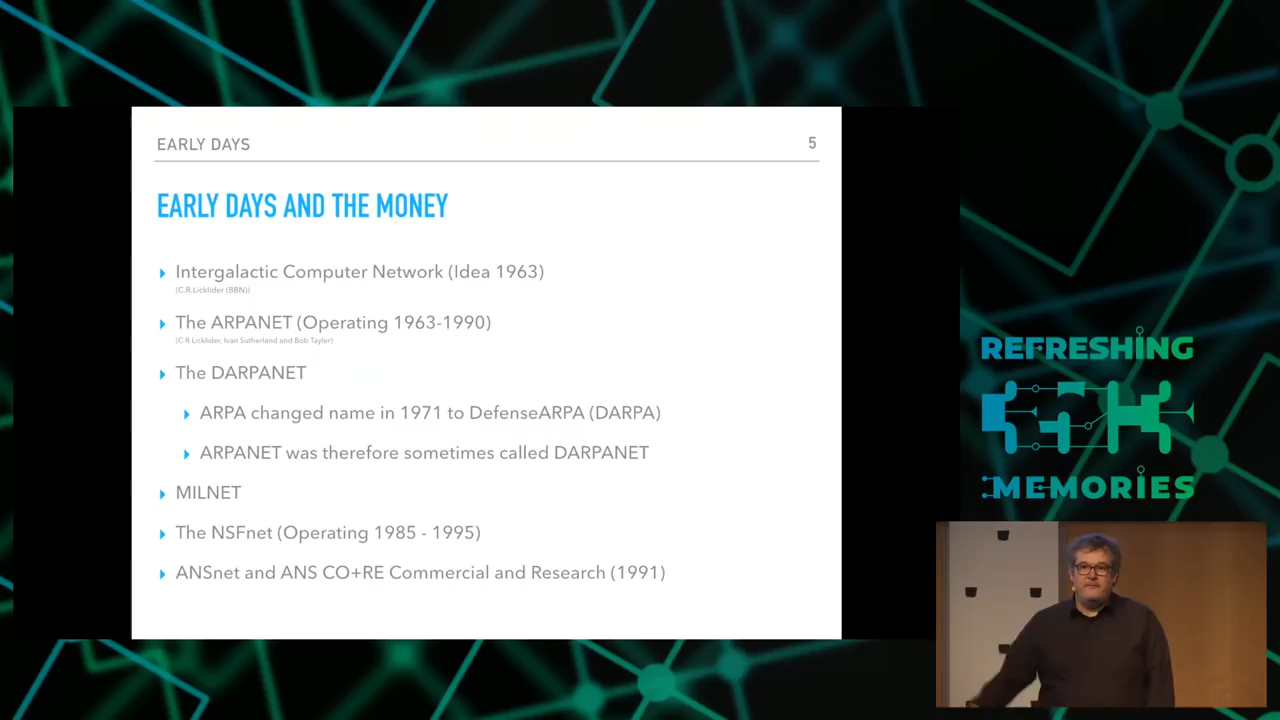 EARLY DAYS
5
EARLY DAYS AND THE MONEY
Intergalactic Computer Network (Idea 1963)
(C.R.Licklider (BBN))
The ARPANET (Operating 1963-1990)
(C.R.Licklider, Ivan Sutherland and Bob Tayler)
The DARPANET
ARPA changed name in 1971 to DefenseARPA (DARPA)
ARPANET was therefore sometimes called DARPANET
MILNET
The NSFnet (Operating 1985 - 1995)
ANSnet and ANS CO+RE Commercial and Research (1991)
REFRESHING
MEMORIES